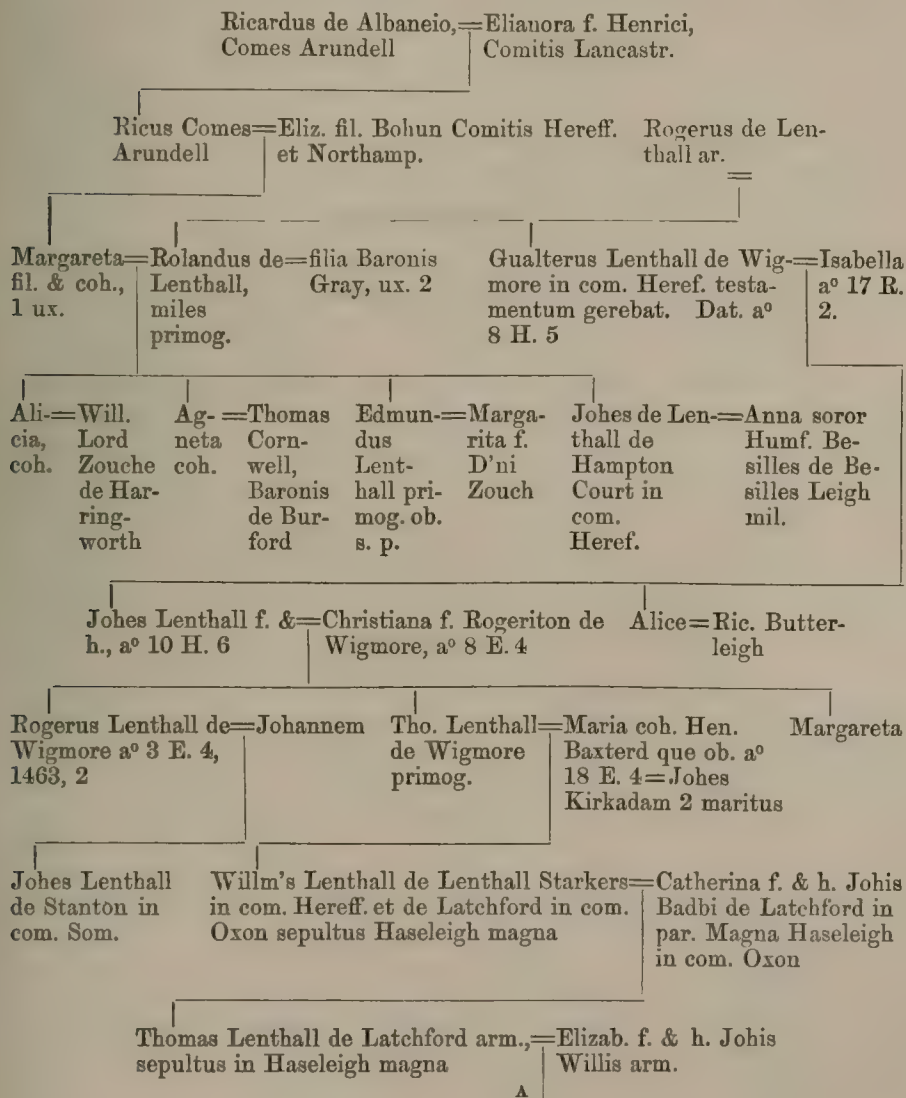 Ricardus de Albaneio,=Elianora f. Henrici,
Comes Arundell Comitis Lancastr.
Ricus Comes=Eliz. fil. Bohun Comitis Hereff. Rogerus de Len-
Arundell et Northamp. thall ar.
=
Margareta=Rolandus de=filia Baronis Gualterus Lenthall de Wig-=Isabella
fil. & coh., Lenthall, Gray, ux. 2 more in com. Heref. testa- aº 17 R.
1 ux. miles mentum gerebat. Dat. aº 2.
primog. 8 H. 5
Ali-=Will. Ag-=Thomas Edmun-=Marga- Johes de Len-=Anna soror
cia, Lord neta Corn- dus rita f. thall de Humf. Be-
coh. Zouche coh. well, Lent- D'ni Hampton silles de Be-
de Har- Baronis hall pri- Zouch Court in silles Leigh
ring- de Bur- mog. ob. com. mil.
worth ford s. p. Heref.
Johes Lenthall f. &=Christiana f. Rogeriton de Alice=Ric. Butter-
h., aº 10 H. 6 Wigmore, aº 8 E. 4 leigh
Rogerus Lenthall de=Johannem Tho. Lenthall=Maria coh. Hen. Margareta
Wigmore aº 3 E. 4, de Wigmore Baxterd que ob. aº
1463, 2 primog. 18 E. 4=Johes
Kirkadam 2 maritus
Johes Lenthall Willm's Lenthall de Lenthall Starkers=Catherina f. & h. Johis
de Stanton in in com. Hereff. et de Latchford in com. Badbi de Latchford in
com. Som. Oxon sepultus Haseleigh magna par. Magna Haseleigh
in com. Oxon
Thomas Lenthall de Latchford arm.,=Elizab. f. & h. Johis
sepultus in Haseleigh magna Willis arm.
A